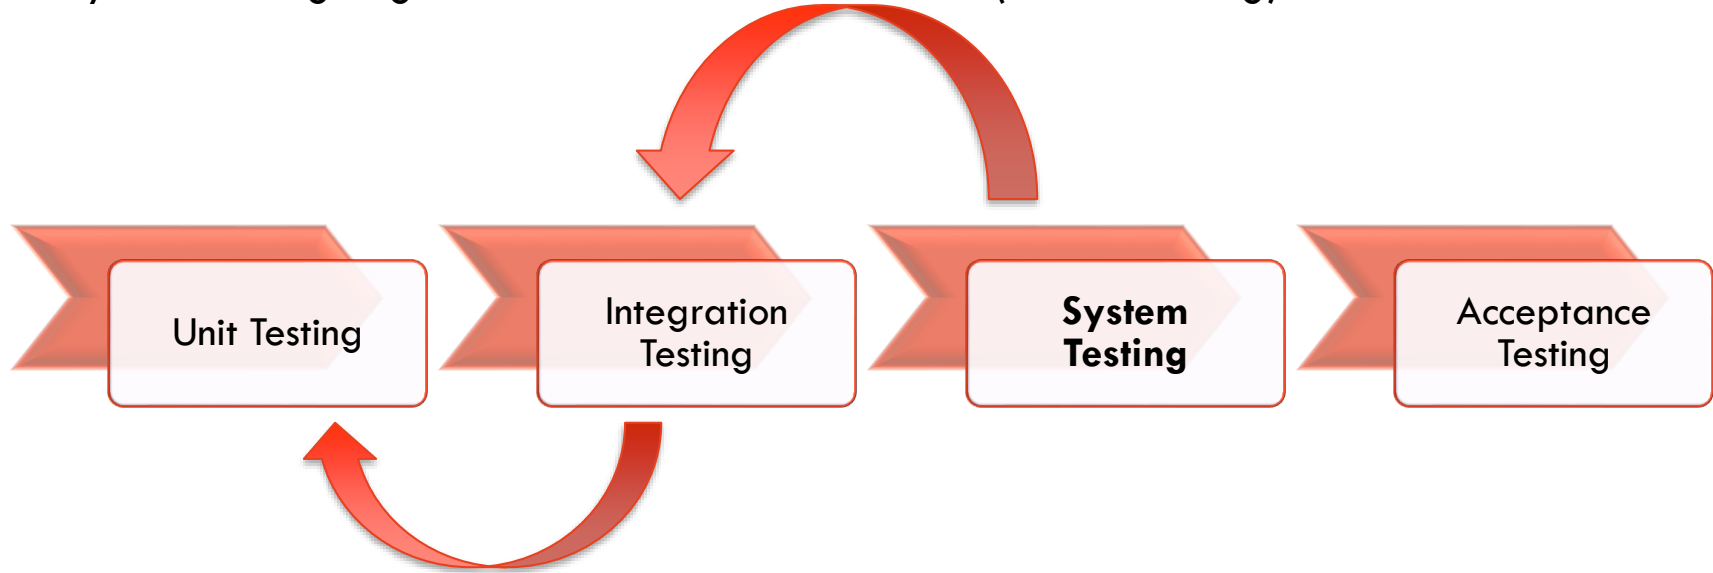 Unit Testing
Integration
Testing
System
Testing
Acceptance
Testing